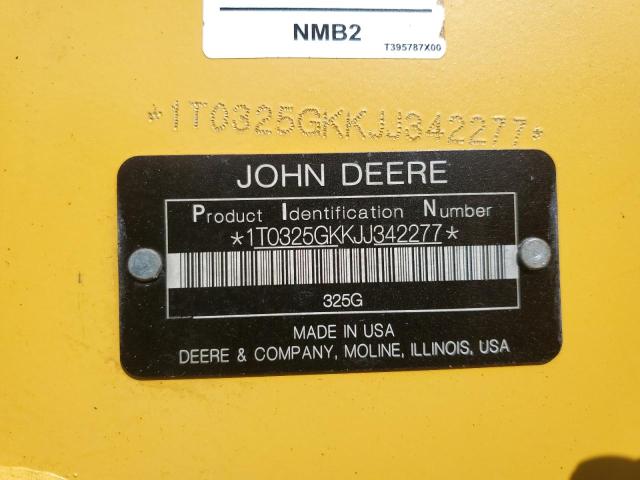 NMB2
T395787X00
*1T0325GKKJJ342277*
JOHN DEERE
Product Identification Number
*1T0325GKKJJ342277*
325G
MADE IN USA
DEERE & COMPANY, MOLINE, ILLINOIS, USA